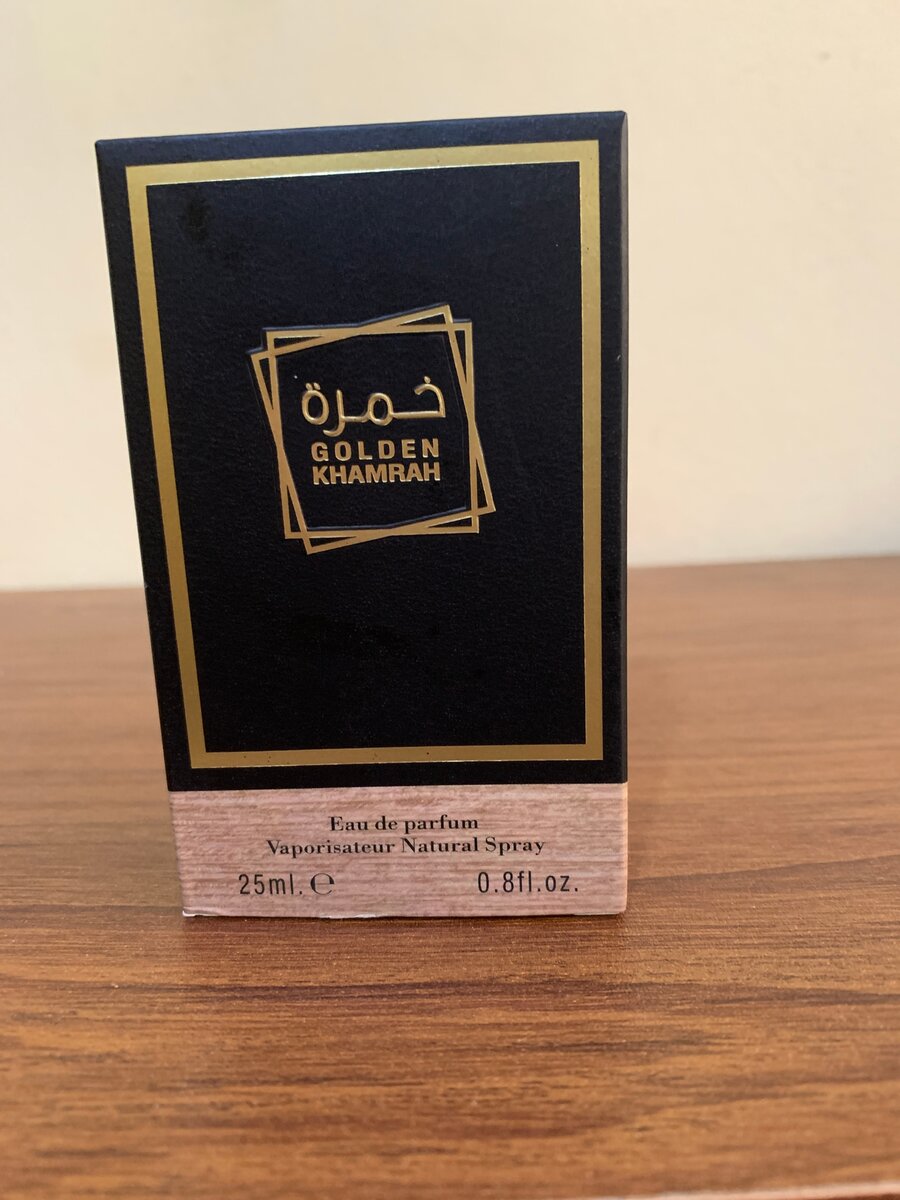 خمرة
GOLDEN
KHAMRAH
Eau de parfum
Vaporisateur Natural Spray
25ml. ℮ 0.8fl.oz.